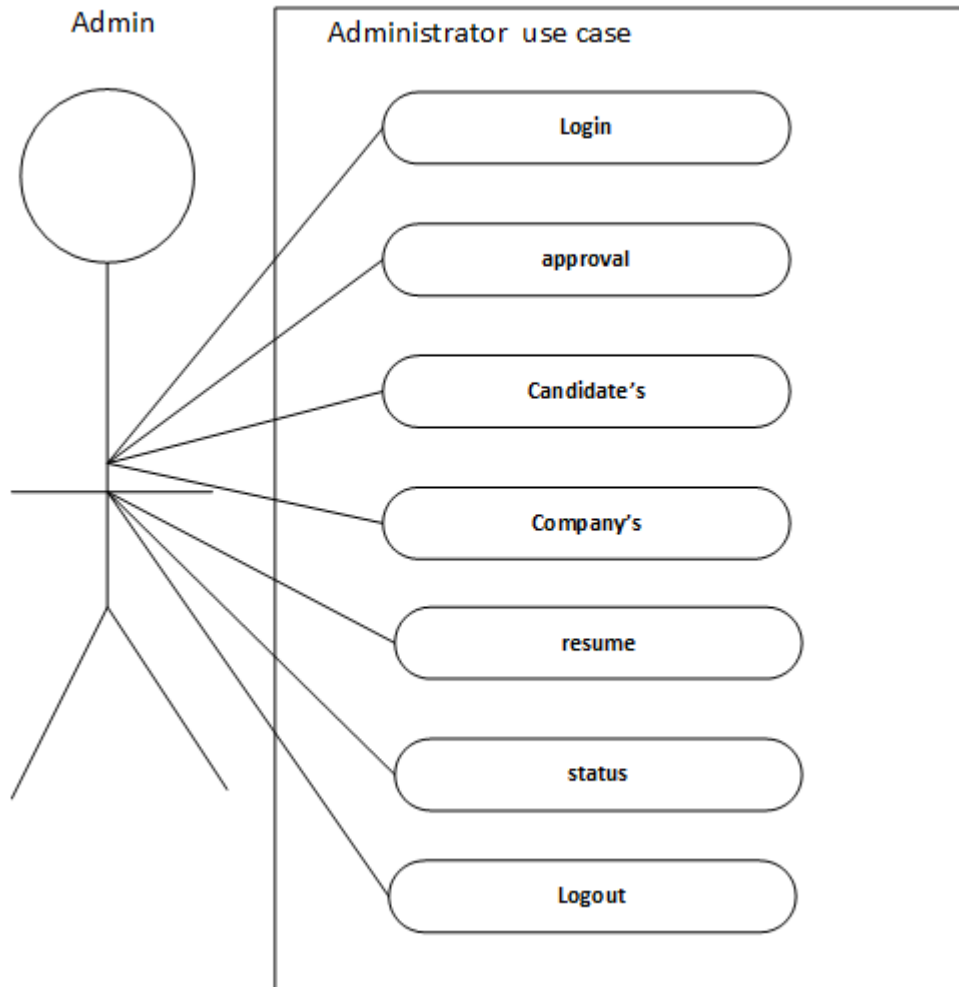 Admin
Administrator use case
Login
approval
Candidate’s
Company’s
resume
status
Logout